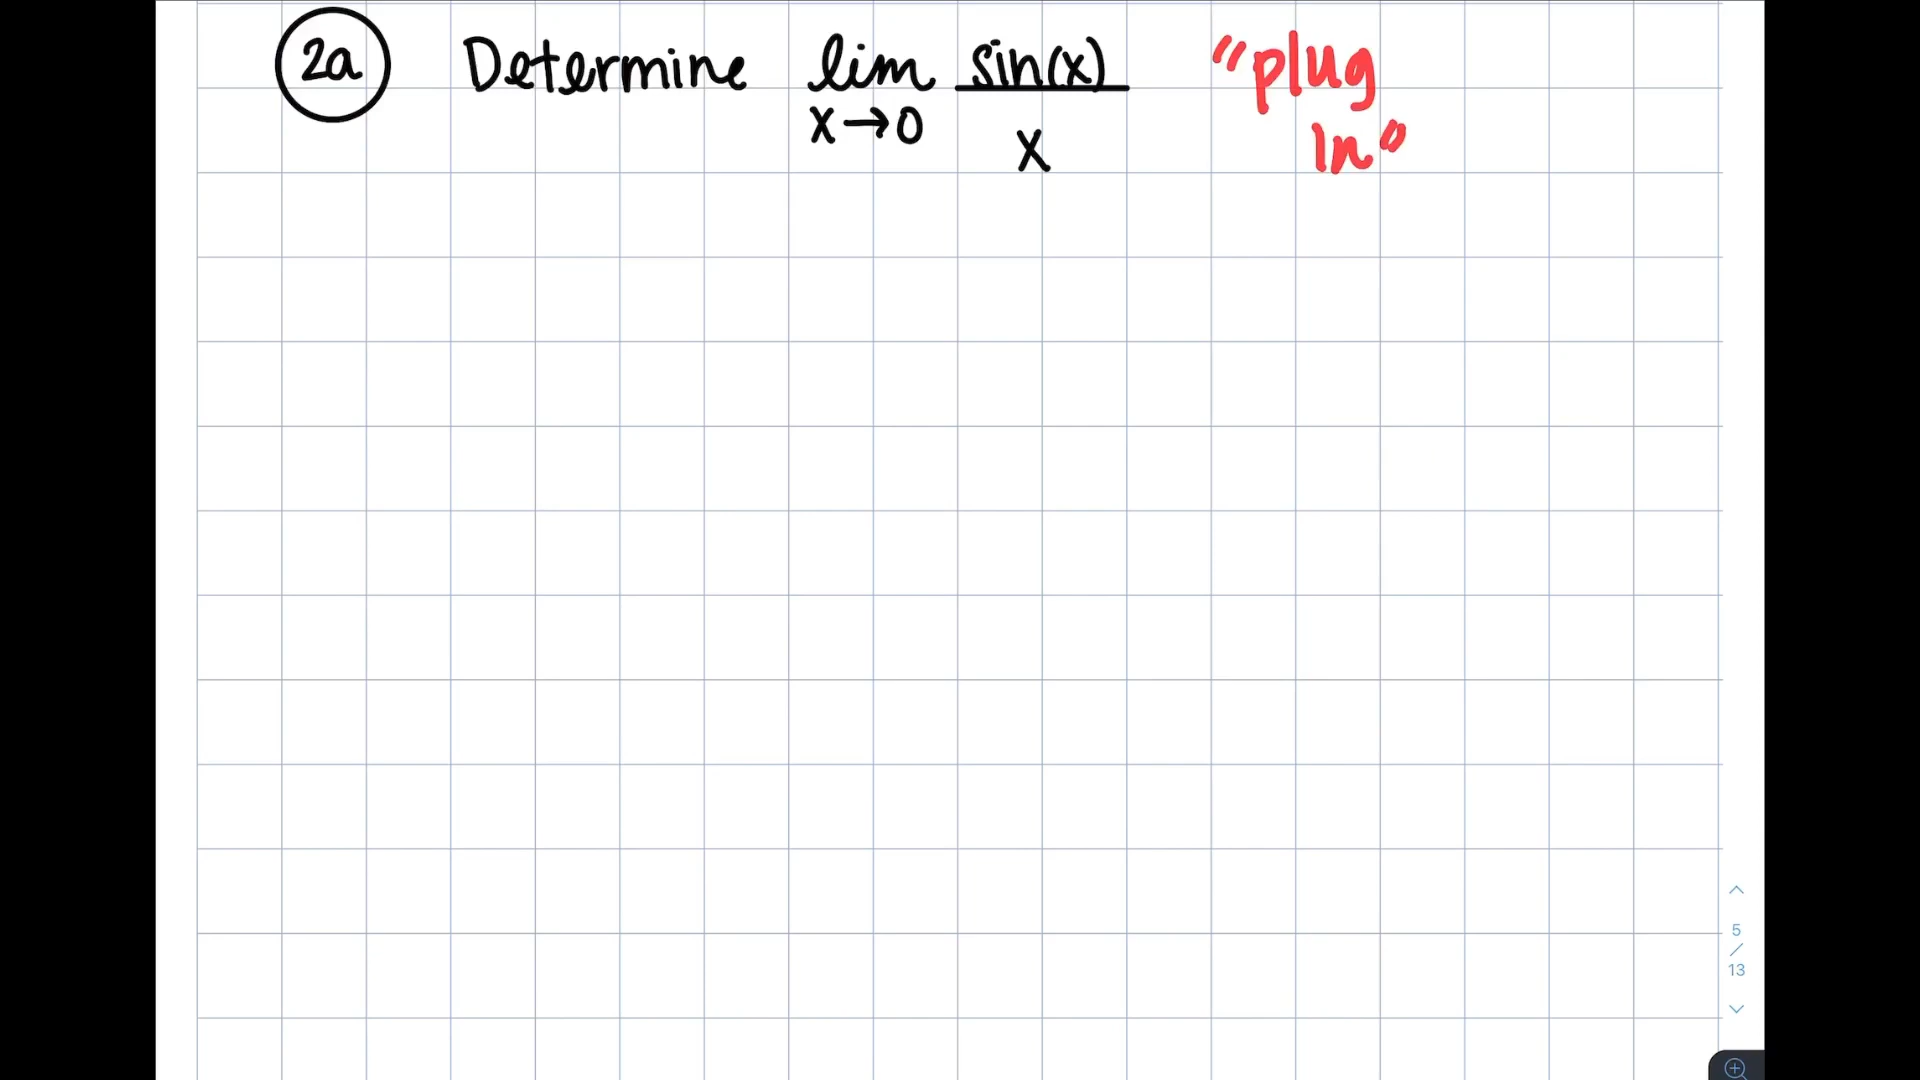 2a Determine lim sin(x) "plug
x→0 x in"
5
/
13